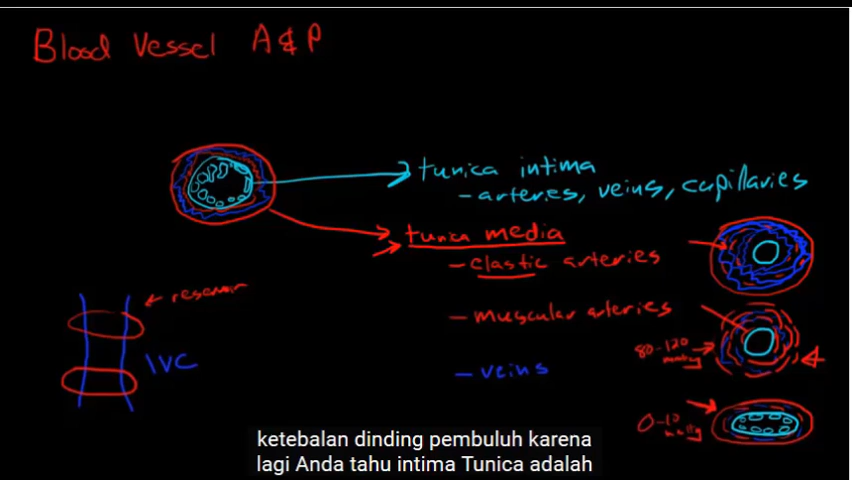 Blood Vessel A & P
tunica intima
- arteries, veins, capillaries
tunica media
- elastic arteries
reservoir
- muscular arteries
80-120
mmHg
IVC
- veins
0-10
mmHg
ketebalan dinding pembuluh karena
lagi Anda tahu intima Tunica adalah